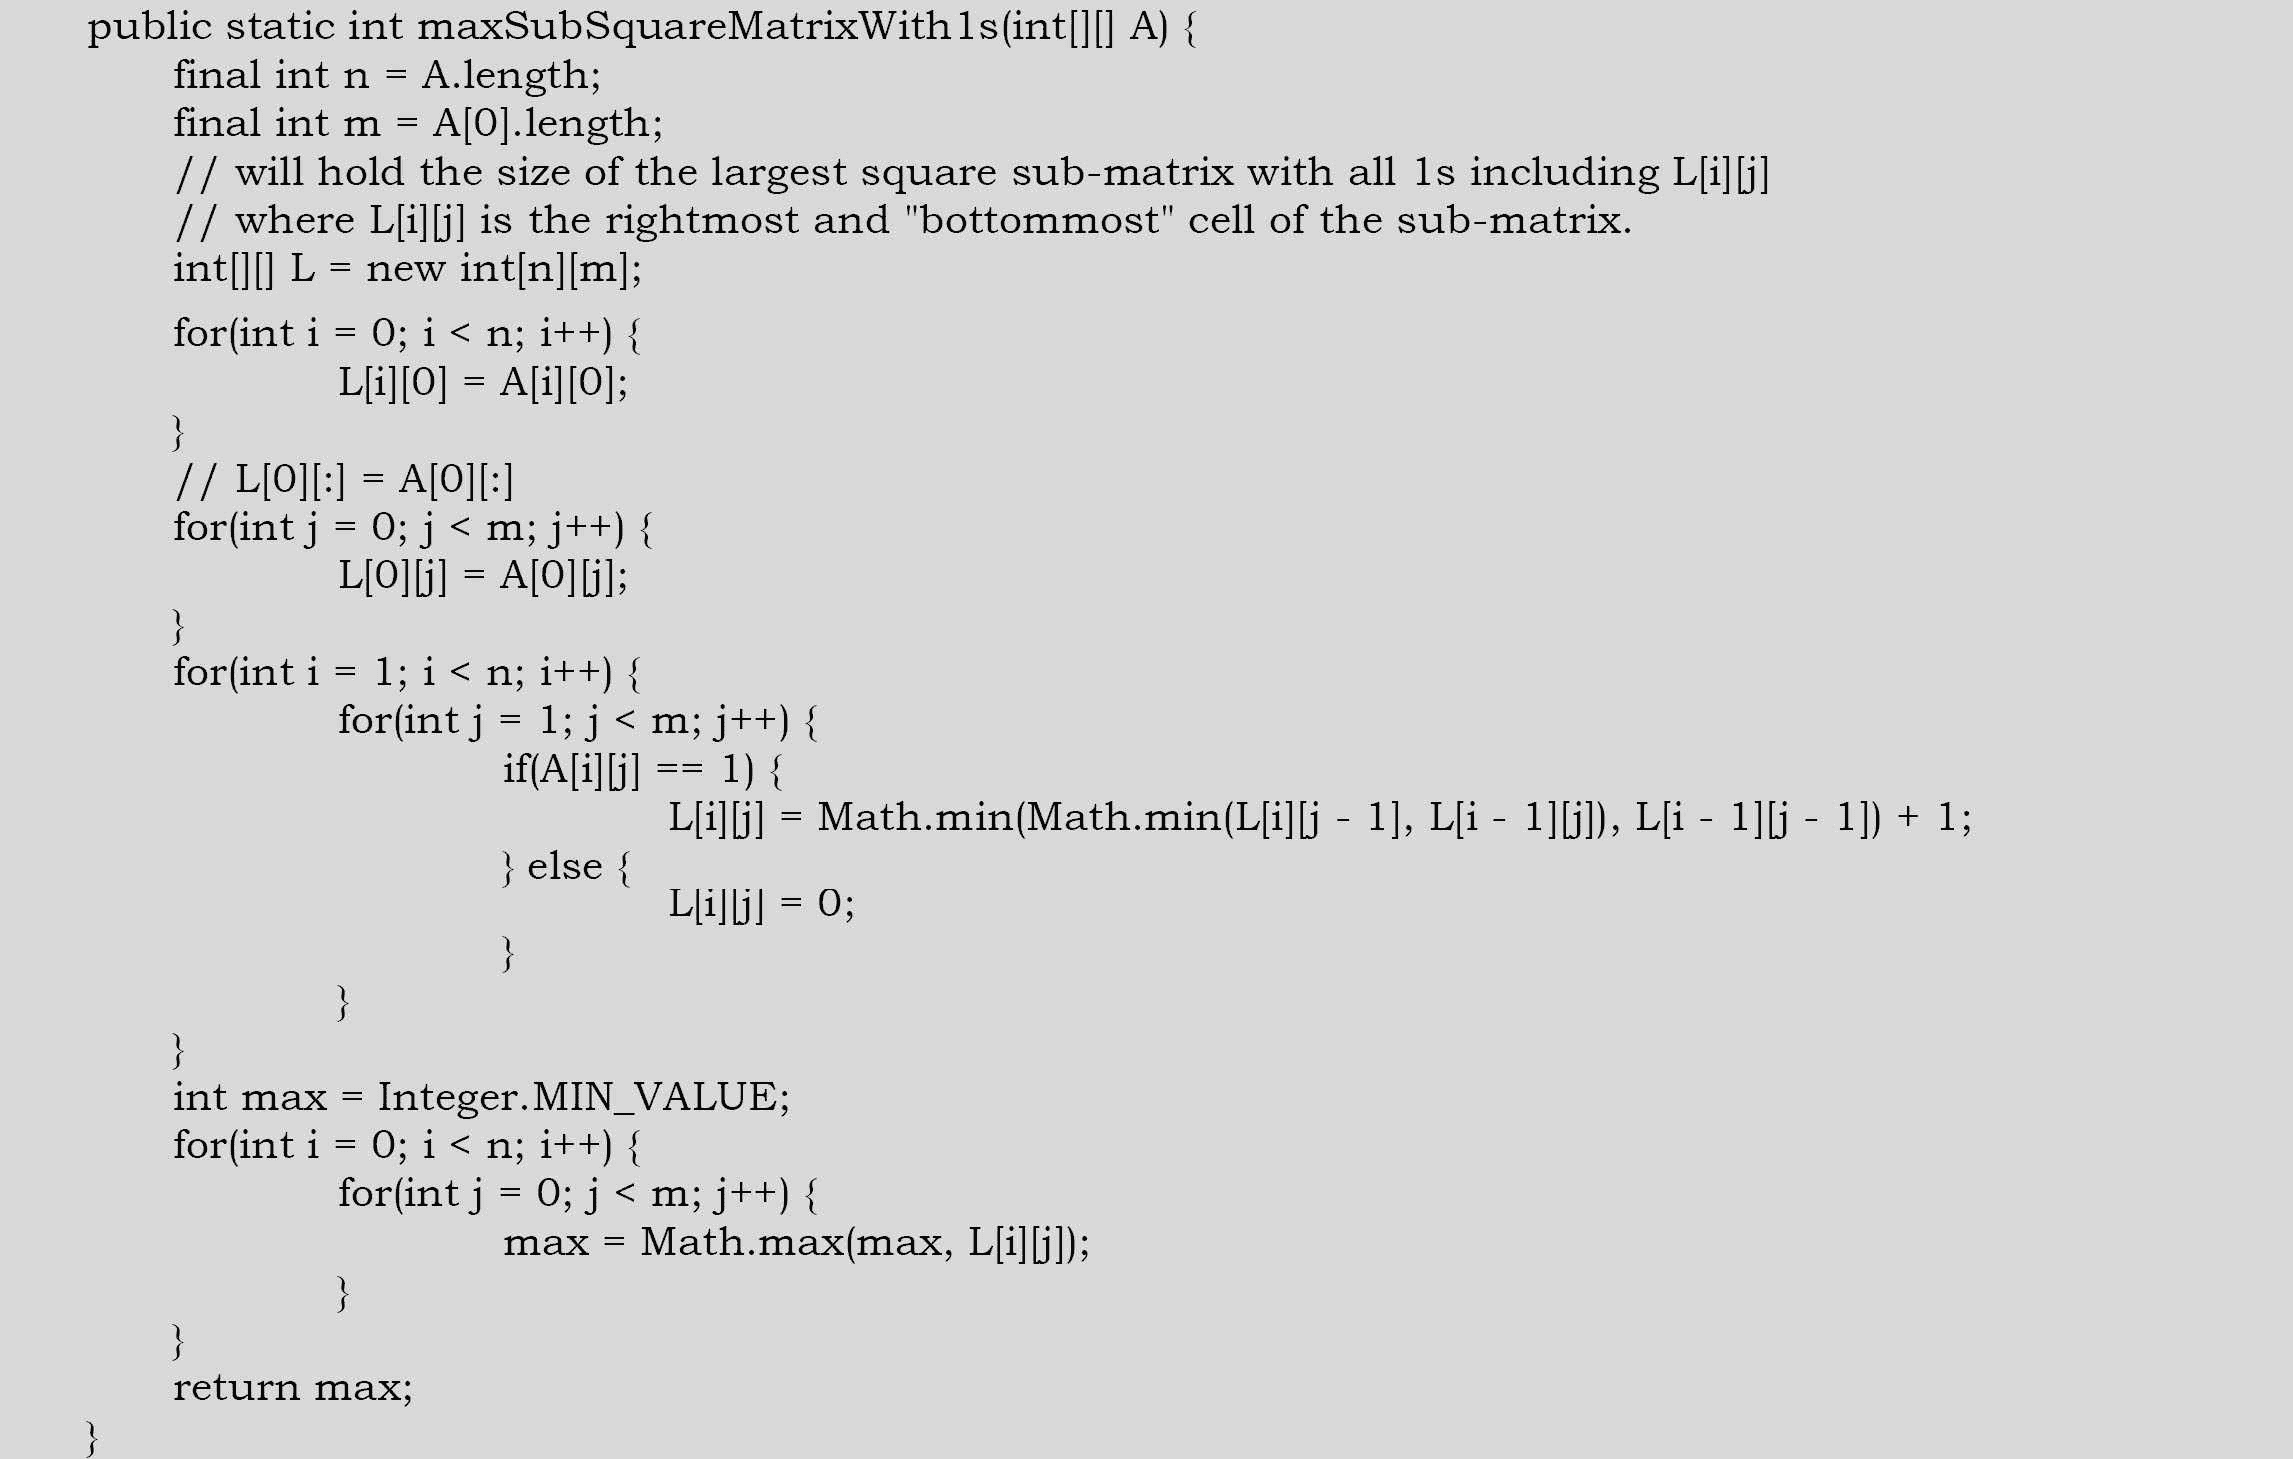 public static int maxSubSquareMatrixWith1s(int[][] A) {
final int n = A.length;
final int m = A[0].length;
// will hold the size of the largest square sub-matrix with all 1s including L[i][j]
// where L[i][j] is the rightmost and "bottommost" cell of the sub-matrix.
int[][] L = new int[n][m];
for(int i = 0; i < n; i++) {
L[i][0] = A[i][0];
}
// L[0][:] = A[0][:]
for(int j = 0; j < m; j++) {
L[0][j] = A[0][j];
}
for(int i = 1; i < n; i++) {
for(int j = 1; j < m; j++) {
if(A[i][j] == 1) {
L[i][j] = Math.min(Math.min(L[i][j - 1], L[i - 1][j]), L[i - 1][j - 1]) + 1;
} else {
L[i][j] = 0;
}
}
}
int max = Integer.MIN_VALUE;
for(int i = 0; i < n; i++) {
for(int j = 0; j < m; j++) {
max = Math.max(max, L[i][j]);
}
}
return max;
}